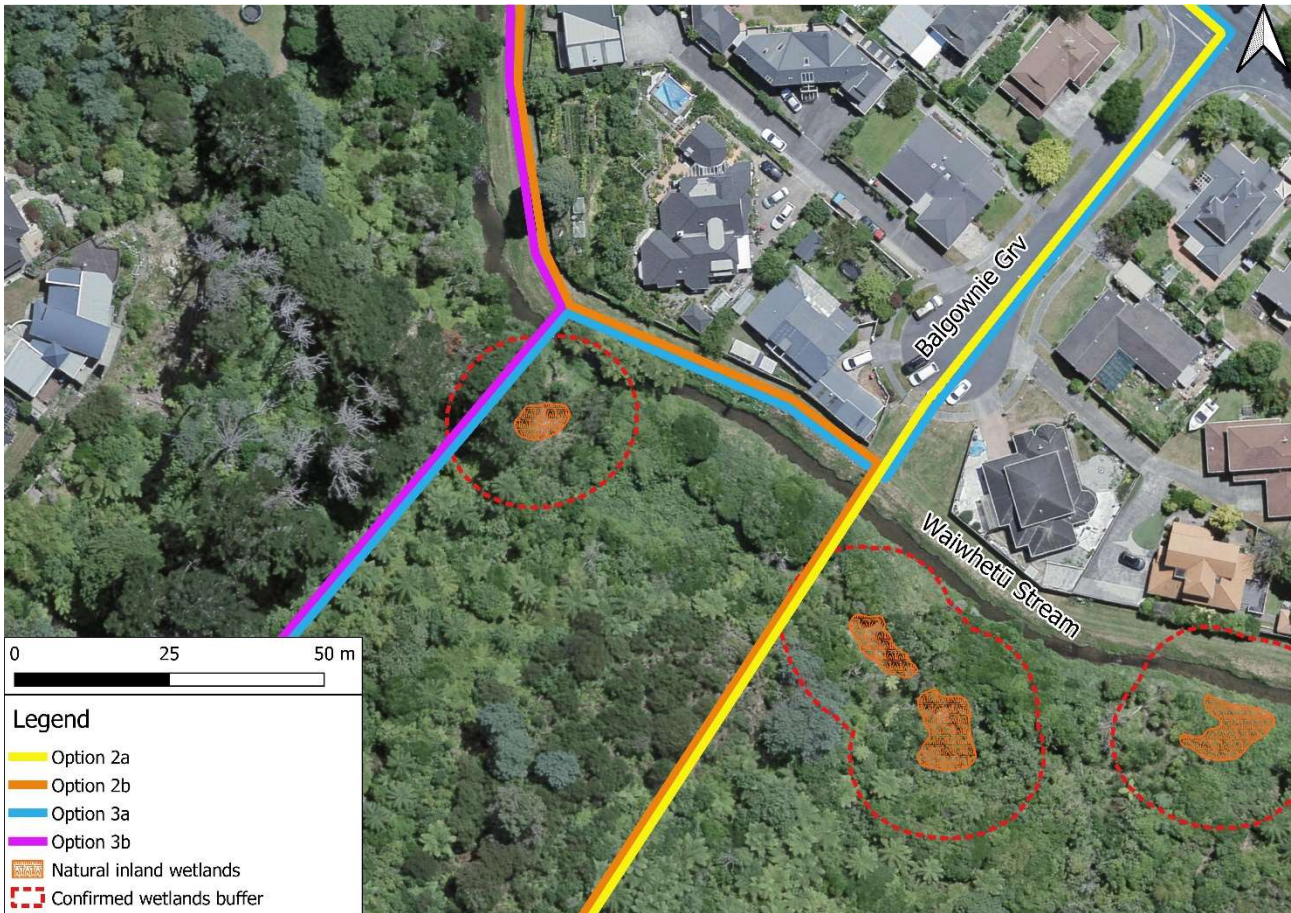 Balgownie Grv
Waiwhetū Stream
0 25 50 m
Legend
Option 2a
Option 2b
Option 3a
Option 3b
Natural inland wetlands
Confirmed wetlands buffer